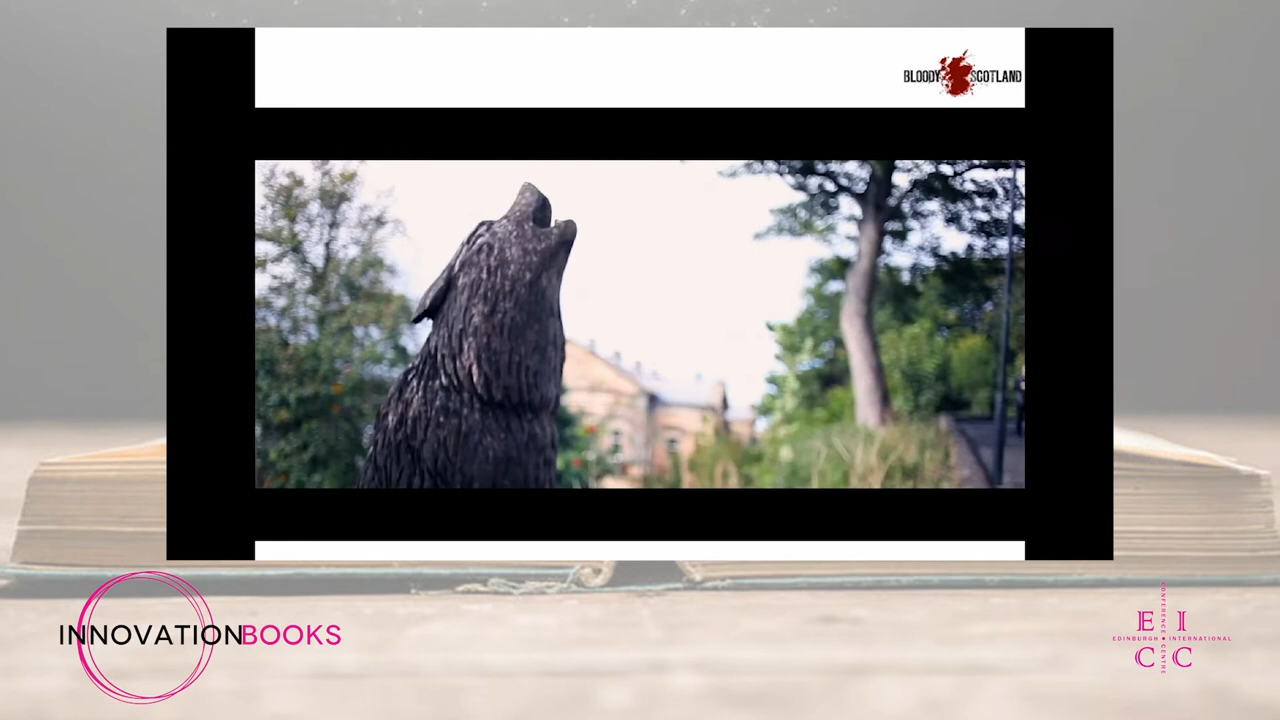 BLOODY SCOTLAND
INNOVATIONBOOKS
E I
CONFERENCE CENTRE
EDINBURGH INTERNATIONAL
C C